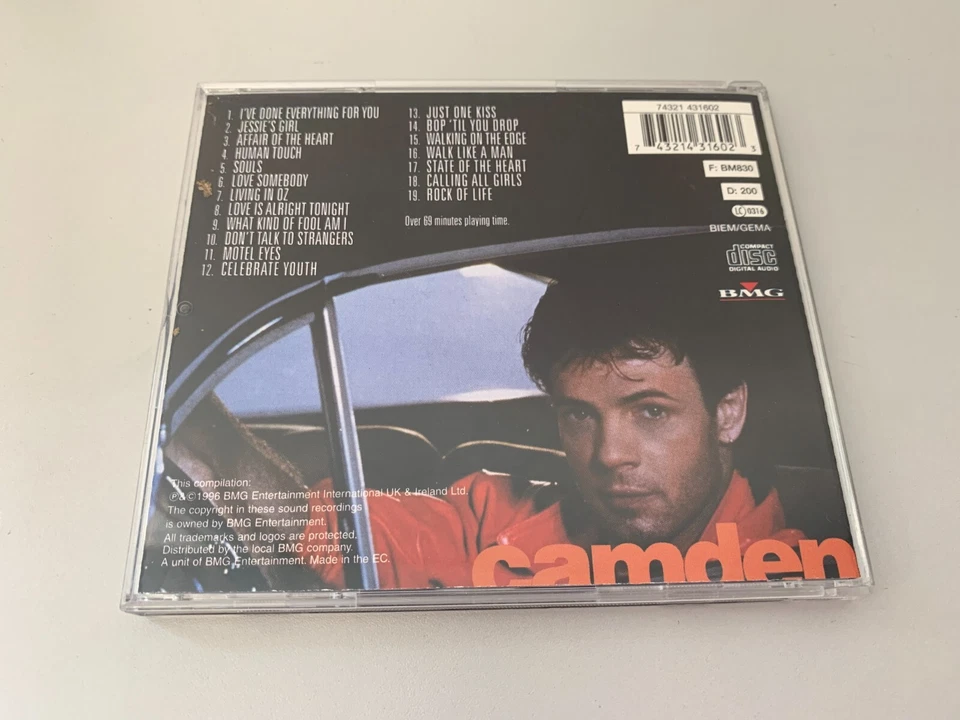 1. I'VE DONE EVERYTHING FOR YOU
2. JESSIE'S GIRL
3. AFFAIR OF THE HEART
4. HUMAN TOUCH
5. SOULS
6. LOVE SOMEBODY
7. LIVING IN OZ
8. LOVE IS ALRIGHT TONIGHT
9. WHAT KIND OF FOOL AM I
10. DON'T TALK TO STRANGERS
11. MOTEL EYES
12. CELEBRATE YOUTH
13. JUST ONE KISS
14. BOP 'TIL YOU DROP
15. WALKING ON THE EDGE
16. WALK LIKE A MAN
17. STATE OF THE HEART
18. CALLING ALL GIRLS
19. ROCK OF LIFE
Over 69 minutes playing time.
74321 431602
7 43214 31602 3
F: BM830
D: 200
LC 0316
BIEM/GEMA
COMPACT
disc
DIGITAL AUDIO
BMG
This compilation:
℗&©1996 BMG Entertainment International UK & Ireland Ltd.
The copyright in these sound recordings
is owned by BMG Entertainment.
All trademarks and logos are protected.
Distributed by the local BMG company.
A unit of BMG Entertainment. Made in the EC.
camden